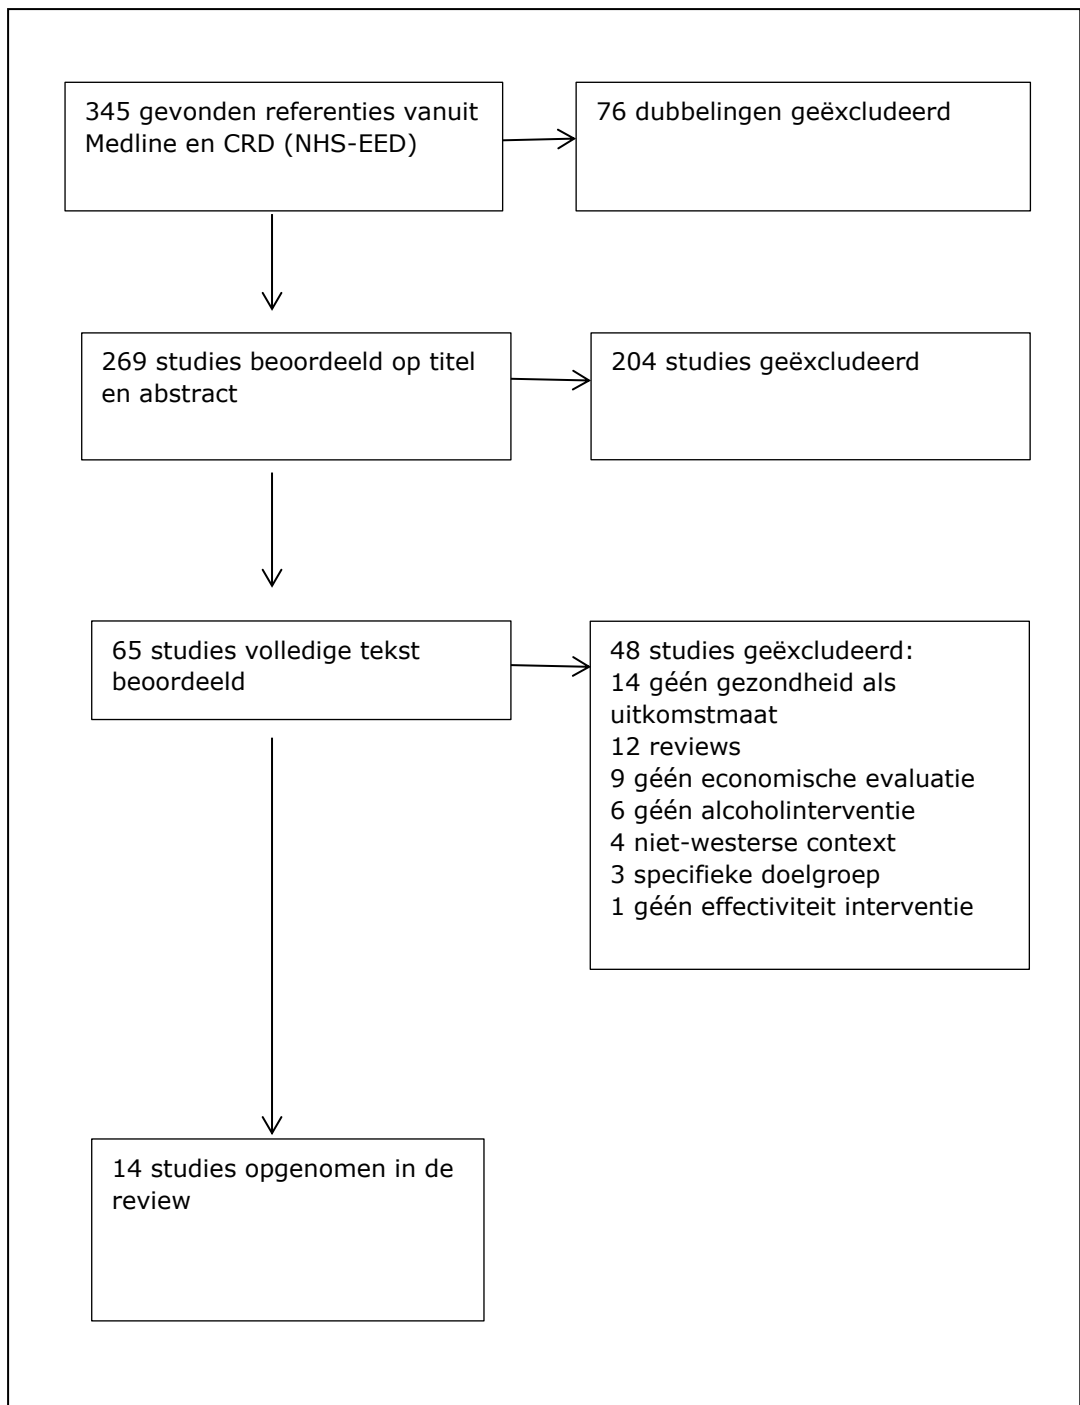 345 gevonden referenties vanuit
Medline en CRD (NHS-EED)
76 dubbelingen geëxcludeerd
269 studies beoordeeld op titel
en abstract
204 studies geëxcludeerd
65 studies volledige tekst
beoordeeld
48 studies geëxcludeerd:
14 géén gezondheid als
uitkomstmaat
12 reviews
9 géén economische evaluatie
6 géén alcoholinterventie
4 niet-westerse context
3 specifieke doelgroep
1 géén effectiviteit interventie
14 studies opgenomen in de
review